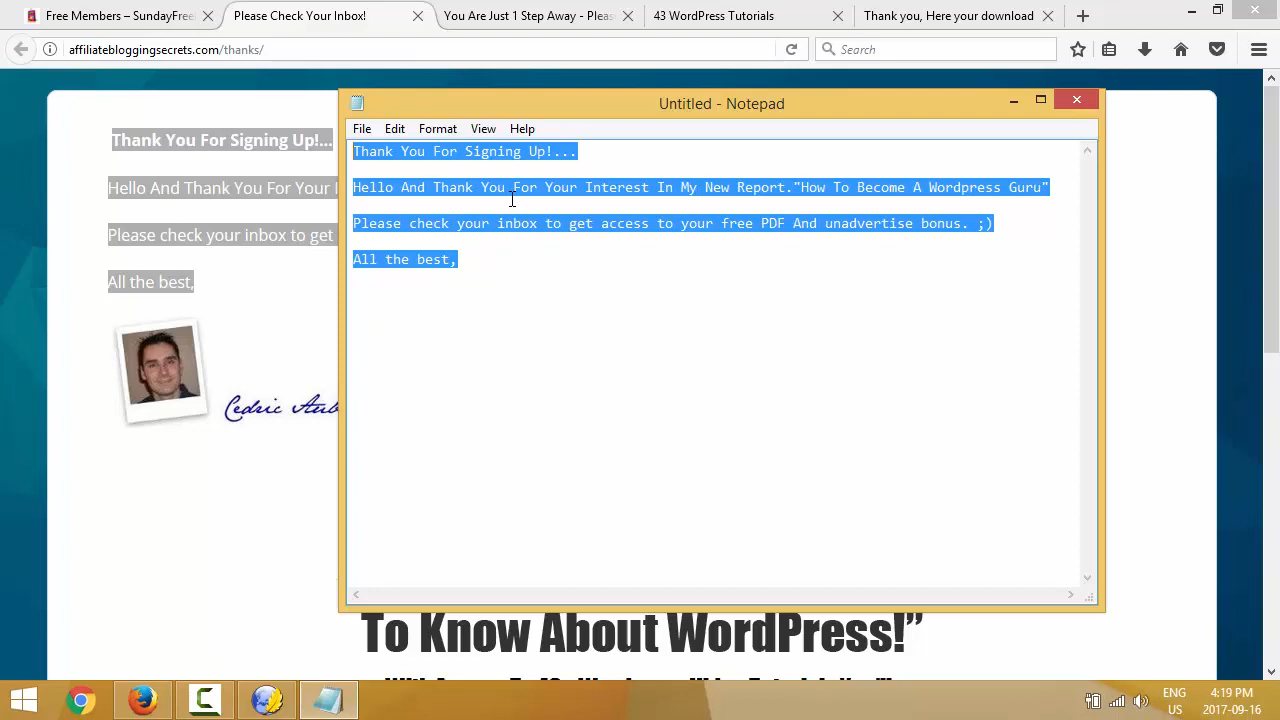 Free Members – SundayFree
Please Check Your Inbox!
You Are Just 1 Step Away - Pleas
43 WordPress Tutorials
Thank you, Here your download
affiliatebloggingsecrets.com/thanks/
Search
Untitled - Notepad
File Edit Format View Help
Thank You For Signing Up!...
Hello And Thank You For Your Interest In My New Report."How To Become A Wordpress Guru"
Please check your inbox to get access to your free PDF And unadvertise bonus. ;)
All the best,
Thank You For Signing Up!...
Hello And Thank You For Your
Please check your inbox to get
All the best,
Cedric
To Know About WordPress!”
ENG
US
4:19 PM
2017-09-16